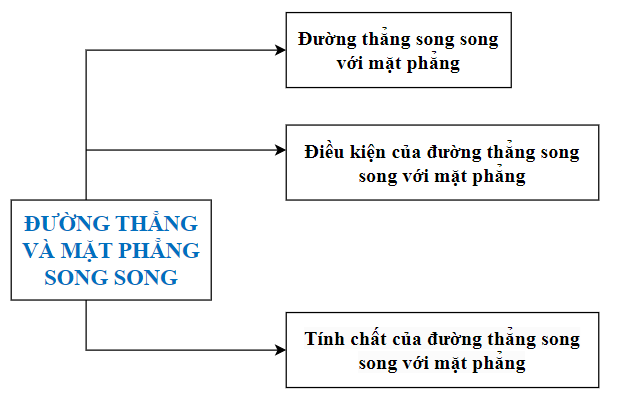 Đường thẳng song song
với mặt phẳng
Điều kiện của đường thẳng song
song với mặt phẳng
ĐƯỜNG THẲNG
VÀ MẶT PHẲNG
SONG SONG
Tính chất của đường thẳng song
song với mặt phẳng